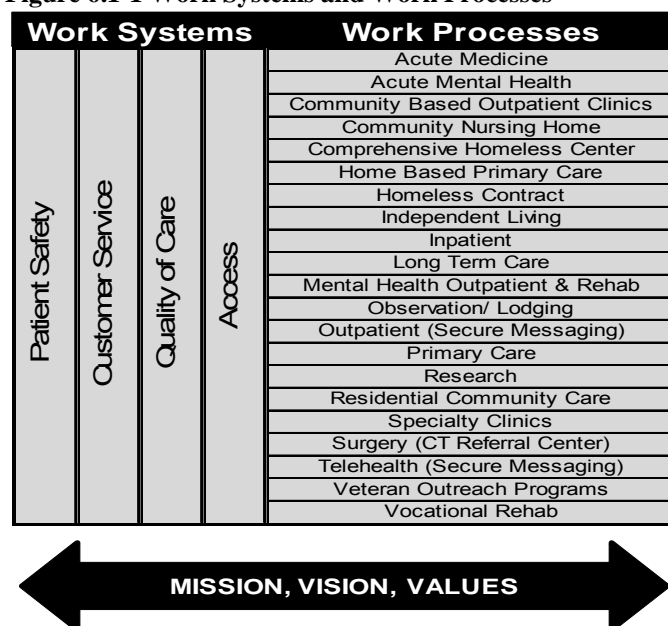 Figure 6.1-1 Work Systems and Work Processes
Work Systems
Work Processes
Patient Safety
Customer Service
Quality of Care
Access
Acute Medicine
Acute Mental Health
Community Based Outpatient Clinics
Community Nursing Home
Comprehensive Homeless Center
Home Based Primary Care
Homeless Contract
Independent Living
Inpatient
Long Term Care
Mental Health Outpatient & Rehab
Observation/ Lodging
Outpatient (Secure Messaging)
Primary Care
Research
Residential Community Care
Specialty Clinics
Surgery (CT Referral Center)
Telehealth (Secure Messaging)
Veteran Outreach Programs
Vocational Rehab
MISSION, VISION, VALUES